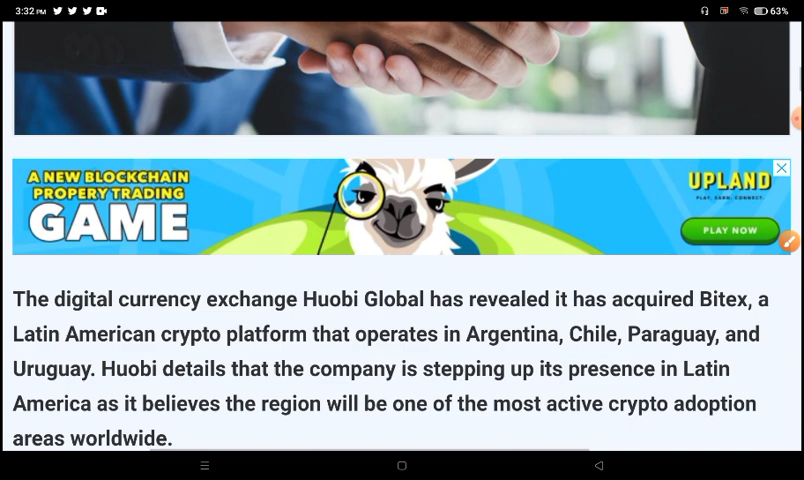 3:32 PM
63%
A NEW BLOCKCHAIN
PROPERY TRADING
GAME
UPLAND
PLAY. EARN. CONNECT.
PLAY NOW
The digital currency exchange Huobi Global has revealed it has acquired Bitex, a
Latin American crypto platform that operates in Argentina, Chile, Paraguay, and
Uruguay. Huobi details that the company is stepping up its presence in Latin
America as it believes the region will be one of the most active crypto adoption
areas worldwide.